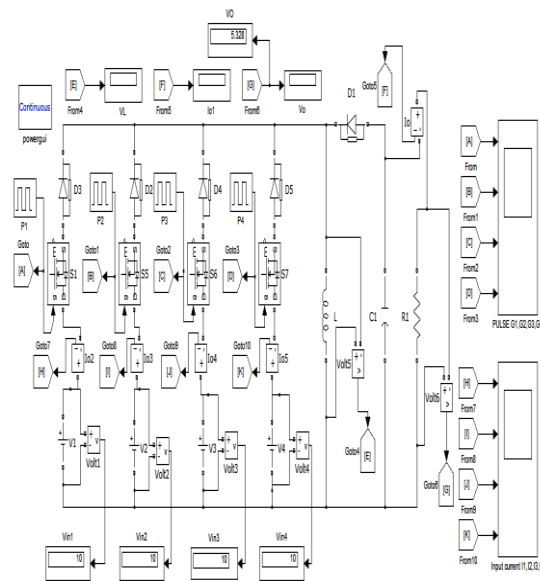 VO
5.328
[E]
From4
VL
[F]
From5
Io1
[G]
From6
Vo
Continuous
powergui
D1
Goto5
[F]
Io
[A]
From
[B]
From1
[C]
From2
[D]
From3
PULSE G1,G2,G3,G
D3
D2
D4
D5
P1
P2
P3
P4
Goto
Goto1
Goto2
Goto3
[A]
[B]
[C]
[D]
S1
S5
S6
S7
L
C1
R1
Goto7
Goto8
Goto9
Goto10
[H]
[I]
[J]
[K]
Io2
Io3
Io4
Io5
Volt5
Volt6
Goto4
[E]
Goto6
[G]
[H]
From7
[I]
From8
[J]
From9
[K]
From10
Input current I1,I2,I3,I
V1
V2
V3
V4
Volt1
Volt2
Volt3
Volt4
Vin1
Vin2
Vin3
Vin4
10
10
10
10